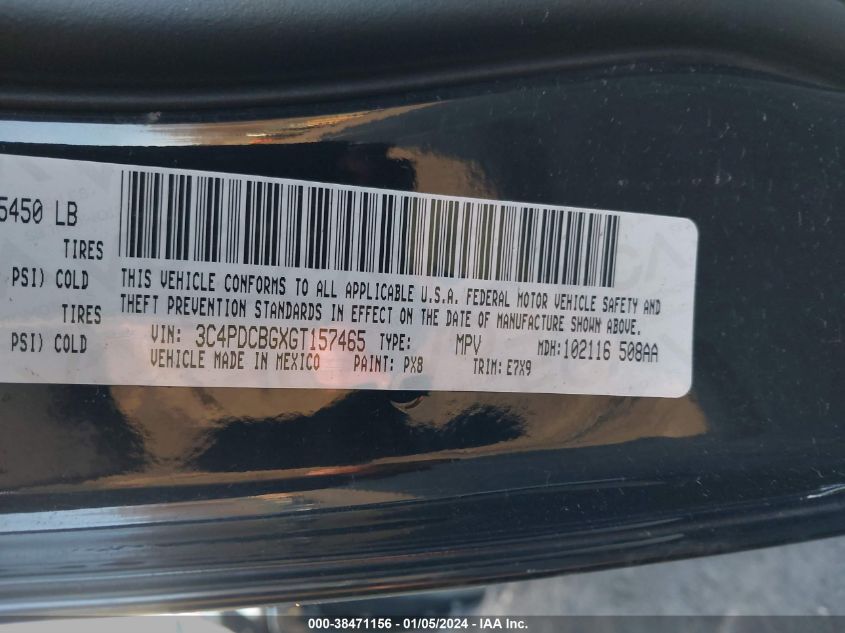 5450 LB
TIRES
PSI) COLD
TIRES
PSI) COLD
THIS VEHICLE CONFORMS TO ALL APPLICABLE U.S.A. FEDERAL MOTOR VEHICLE SAFETY AND
THEFT PREVENTION STANDARDS IN EFFECT ON THE DATE OF MANUFACTURE SHOWN ABOVE.
VIN: 3C4PDCBGXGT157465 TYPE: MPV MDH:102116 508AA
VEHICLE MADE IN MEXICO PAINT: PX8 TRIM: E7X9
000-38471156 - 01/05/2024 - 1STCE - IAA Inc.